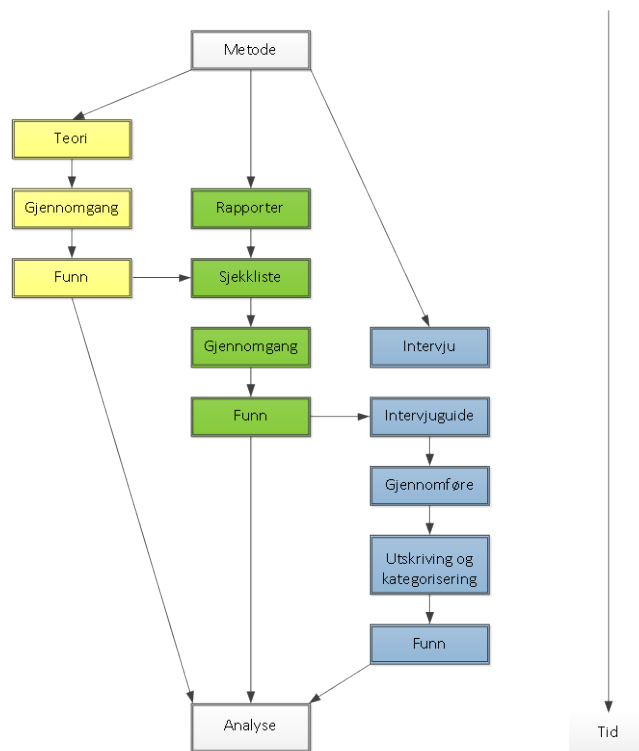 Metode
Teori
Gjennomgang
Rapporter
Funn
Sjekkliste
Gjennomgang
Intervju
Funn
Intervjuguide
Gjennomføre
Utskriving og
kategorisering
Funn
Analyse
Tid